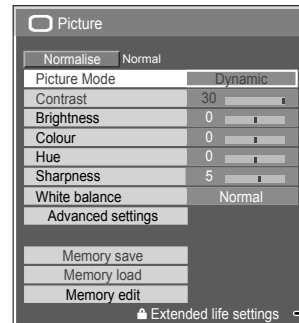 Picture
Normalise Normal
Picture Mode Dynamic
Contrast 30
Brightness 0
Colour 0
Hue 0
Sharpness 5
White balance Normal
Advanced settings
Memory save
Memory load
Memory edit
Extended life settings